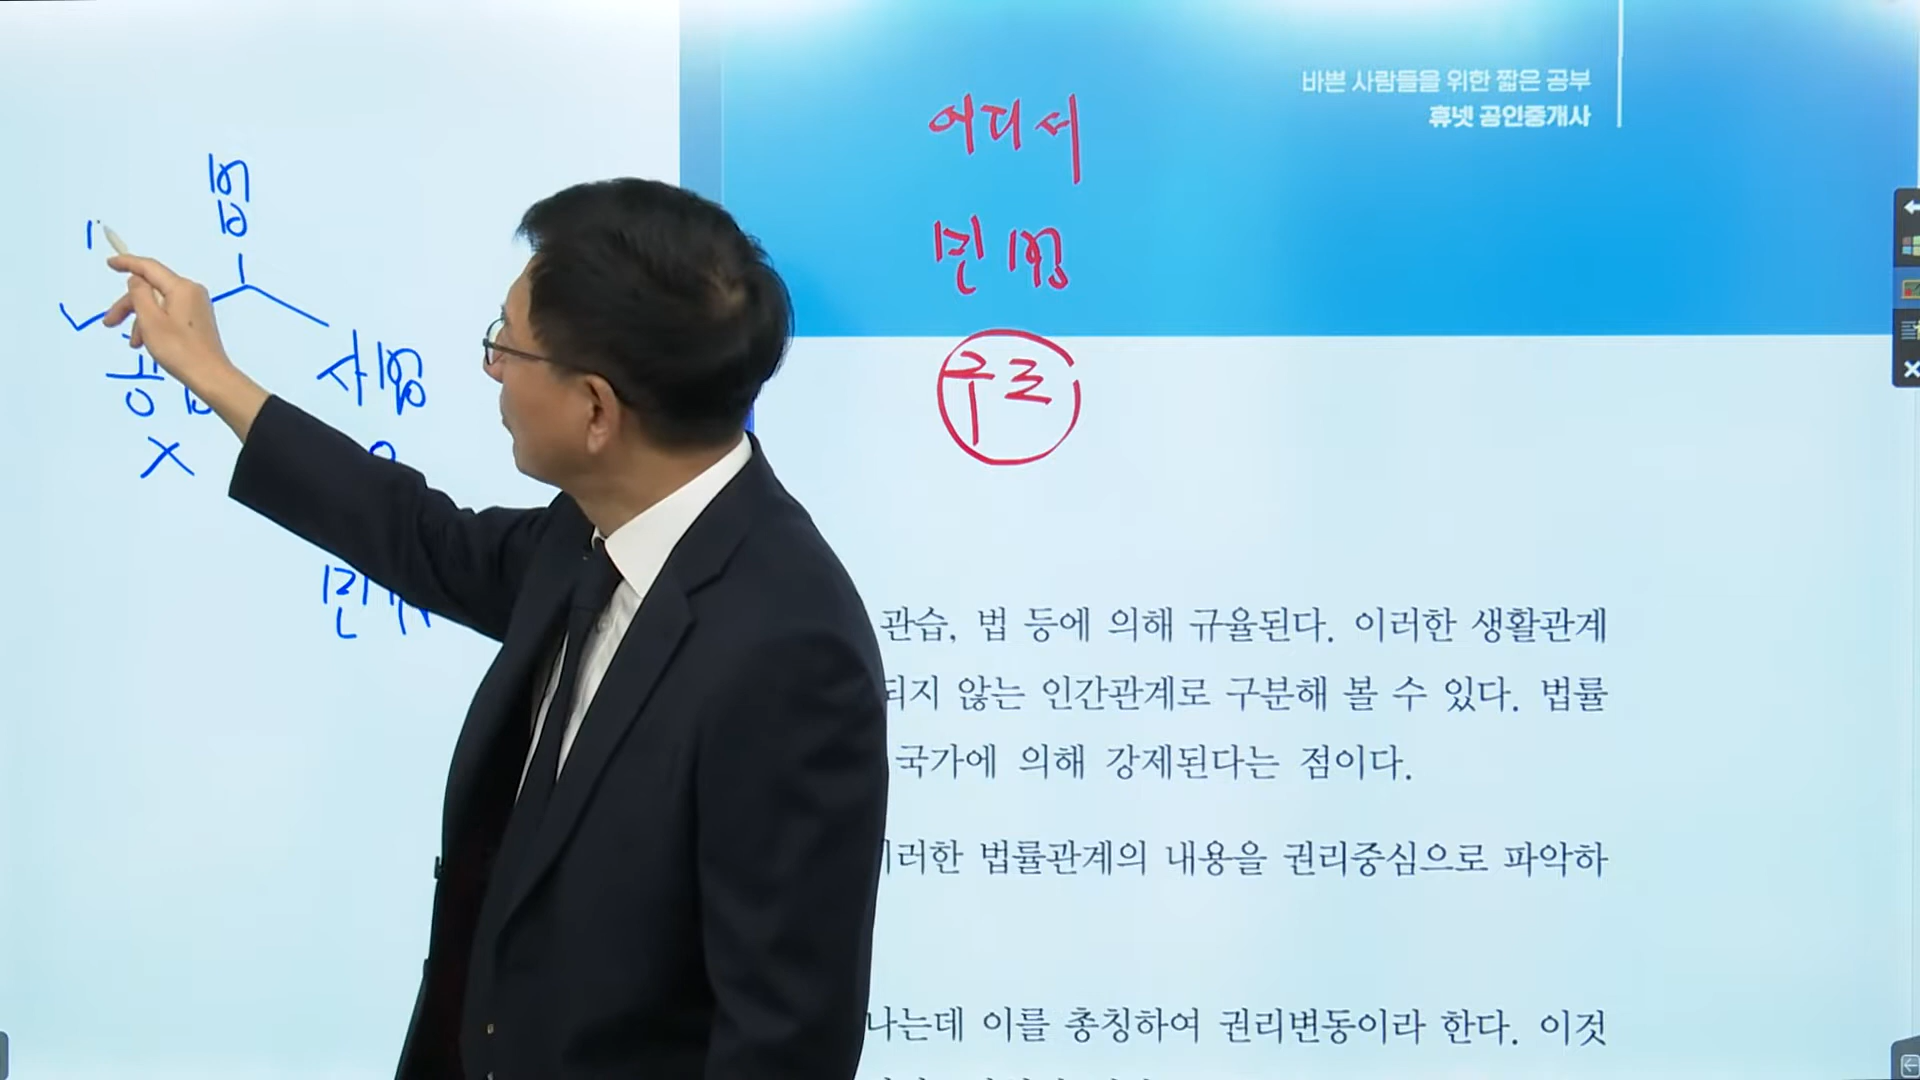 바쁜 사람들을 위한 짧은 공부
휴넷 공인중개사
어디서
민법
구조
법
공법
사법
X
민
관습, 법 등에 의해 규율된다. 이러한 생활관계
되지 않는 인간관계로 구분해 볼 수 있다. 법률
국가에 의해 강제된다는 점이다.
이러한 법률관계의 내용을 권리중심으로 파악하
나는데 이를 총칭하여 권리변동이라 한다. 이것